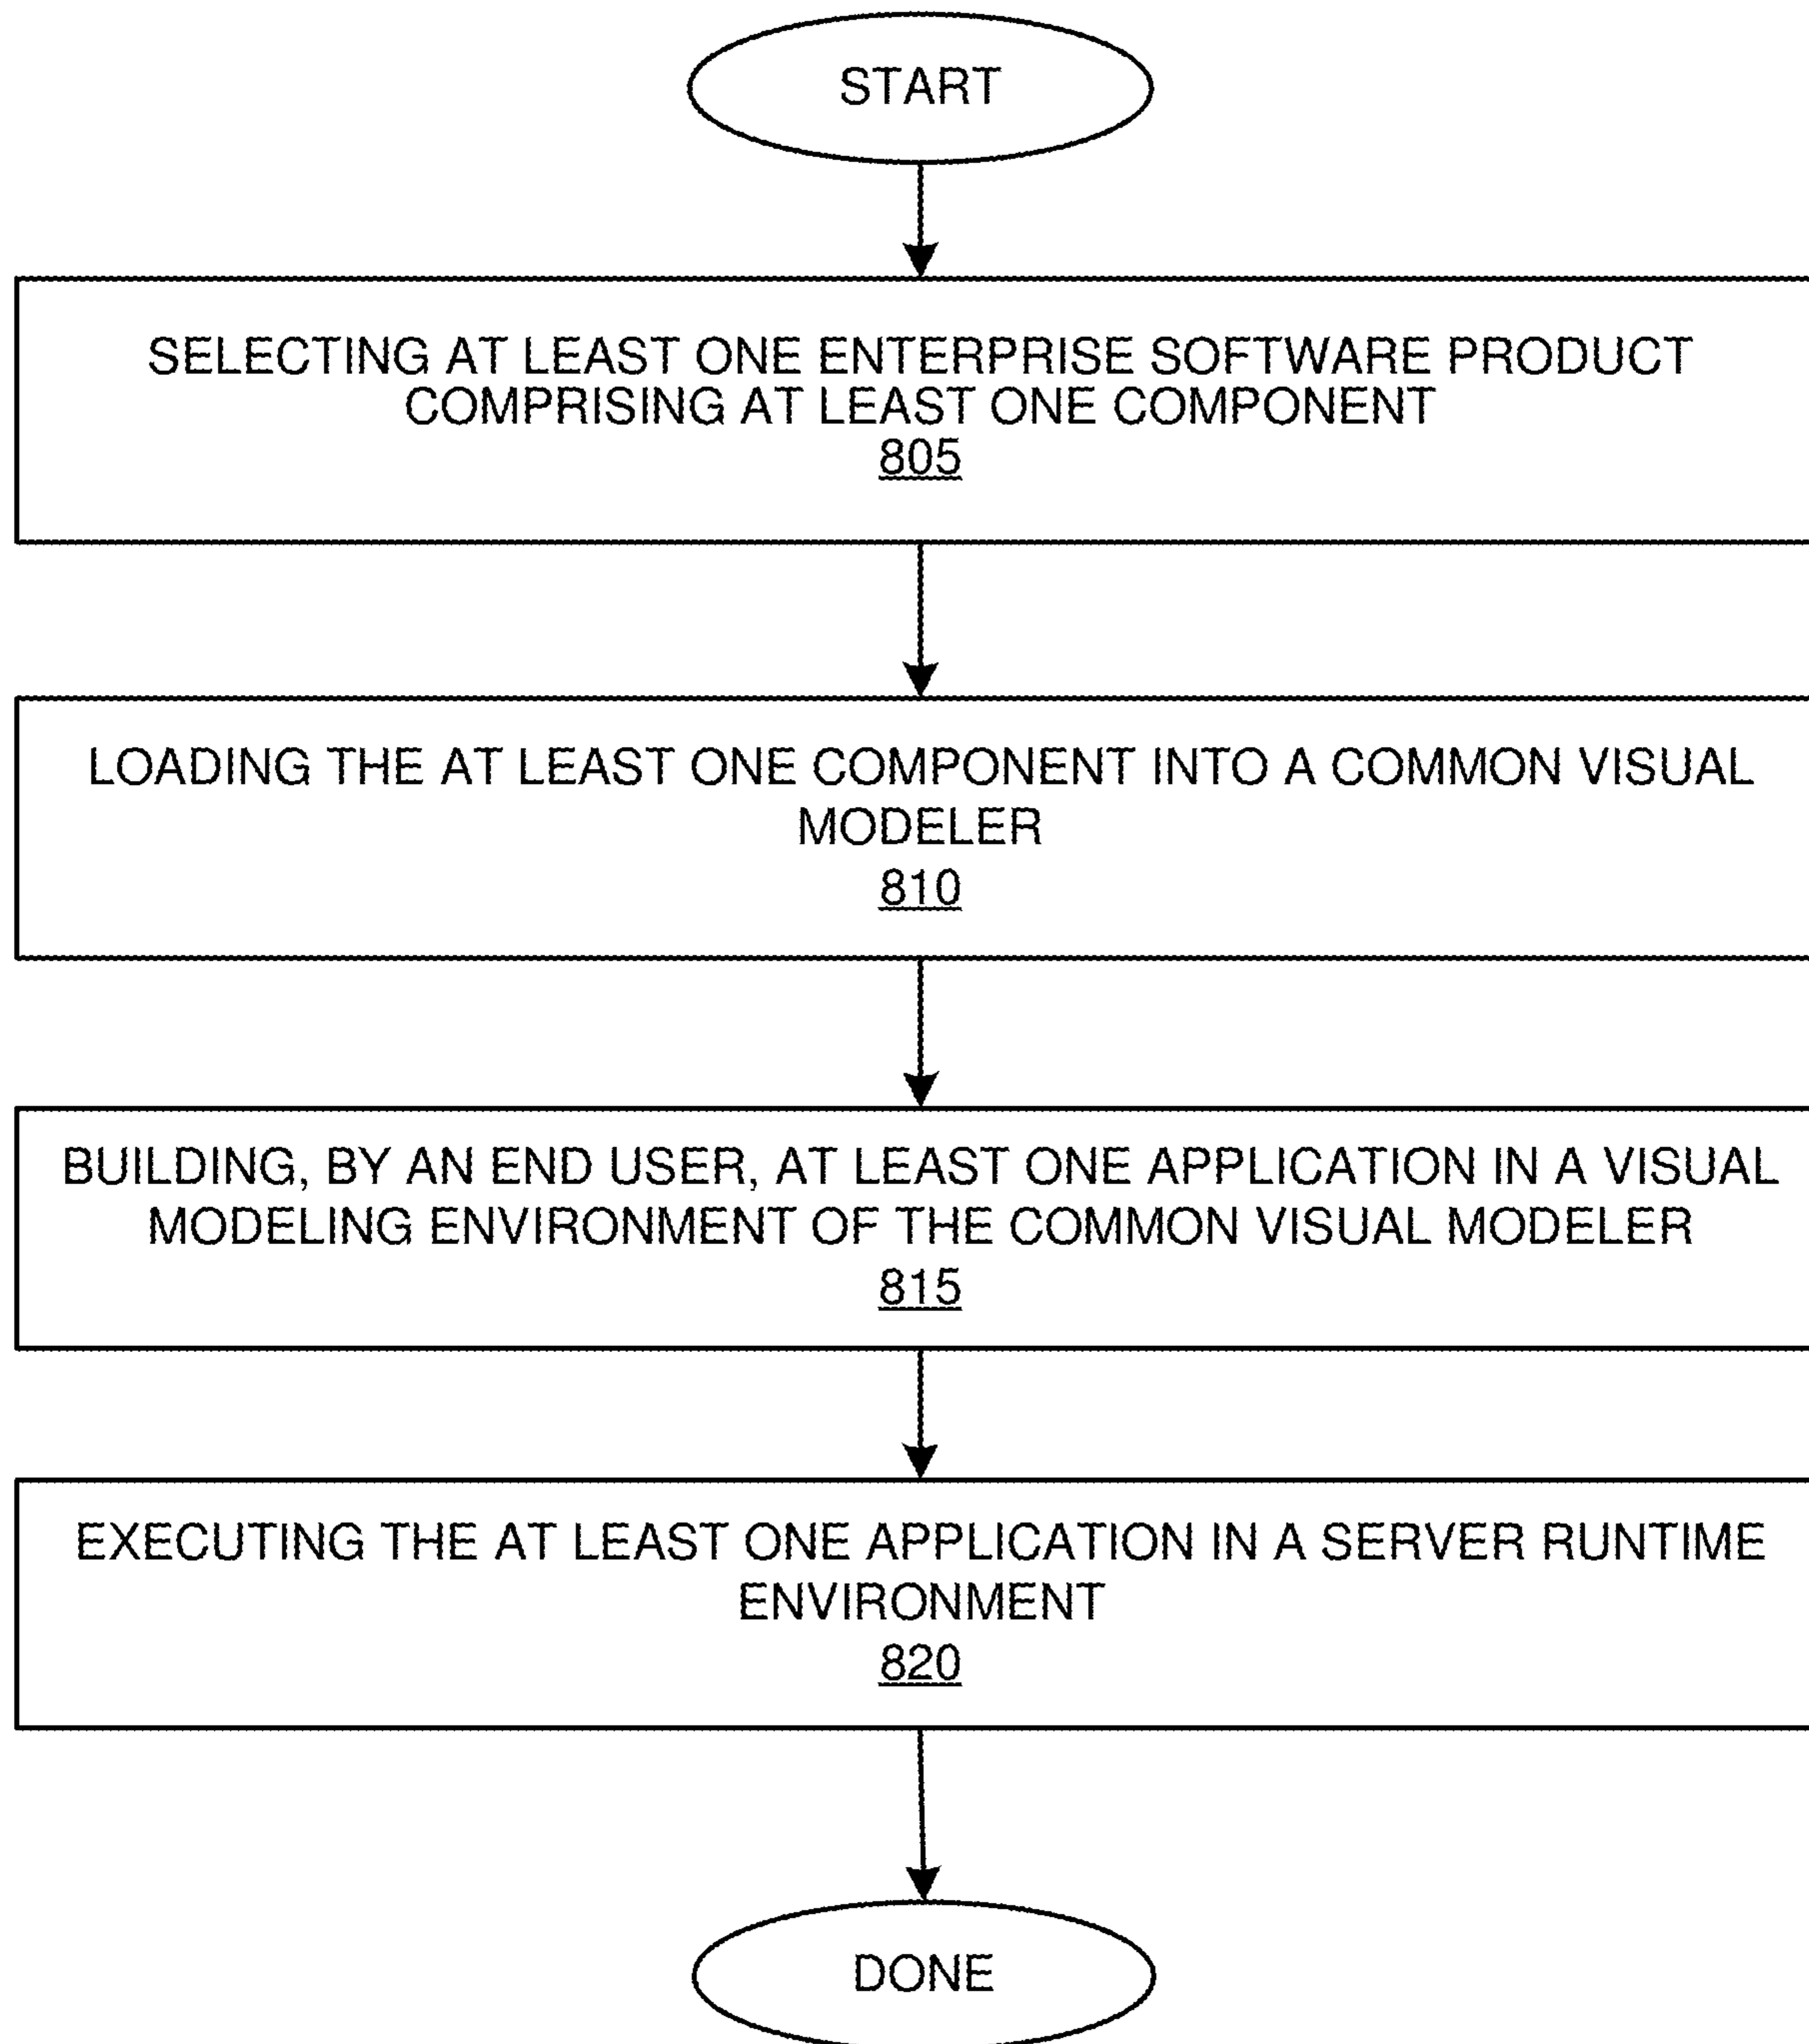 START
SELECTING AT LEAST ONE ENTERPRISE SOFTWARE PRODUCT
COMPRISING AT LEAST ONE COMPONENT
805
LOADING THE AT LEAST ONE COMPONENT INTO A COMMON VISUAL
MODELER
810
BUILDING, BY AN END USER, AT LEAST ONE APPLICATION IN A VISUAL
MODELING ENVIRONMENT OF THE COMMON VISUAL MODELER
815
EXECUTING THE AT LEAST ONE APPLICATION IN A SERVER RUNTIME
ENVIRONMENT
820
DONE